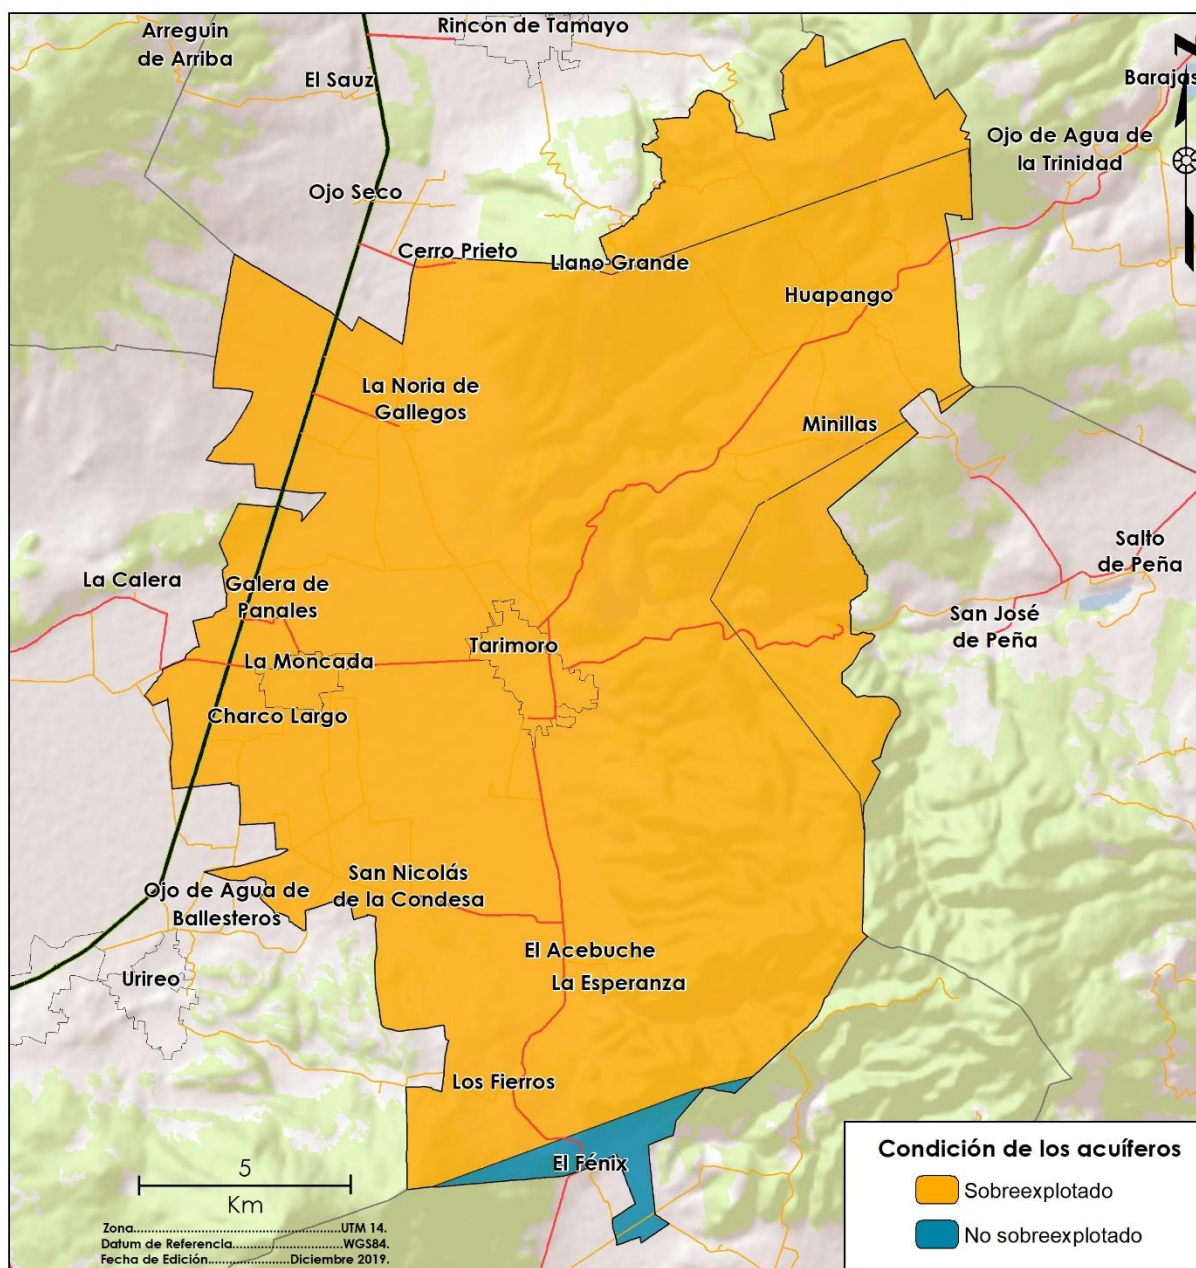 Arreguin
de Arriba
Rincon de Tamayo
El Sauz
Barajas
Ojo de Agua de
la Trinidad
Ojo Seco
Cerro Prieto
Llano Grande
Huapango
La Noria de
Gallegos
Minillas
Salto
de Peña
La Calera
Galera de
Panales
San José
de Peña
Tarimoro
La Moncada
Charco Largo
San Nicolás
de la Condesa
Ojo de Agua de
Ballesteros
El Acebuche
Urireo
La Esperanza
Los Fierros
El Fénix
5
Km
Zona.................................................UTM 14.
Datum de Referencia.......................WGS84.
Fecha de Edición.................Diciembre 2019.
Condición de los acuíferos
Sobreexplotado
No sobreexplotado